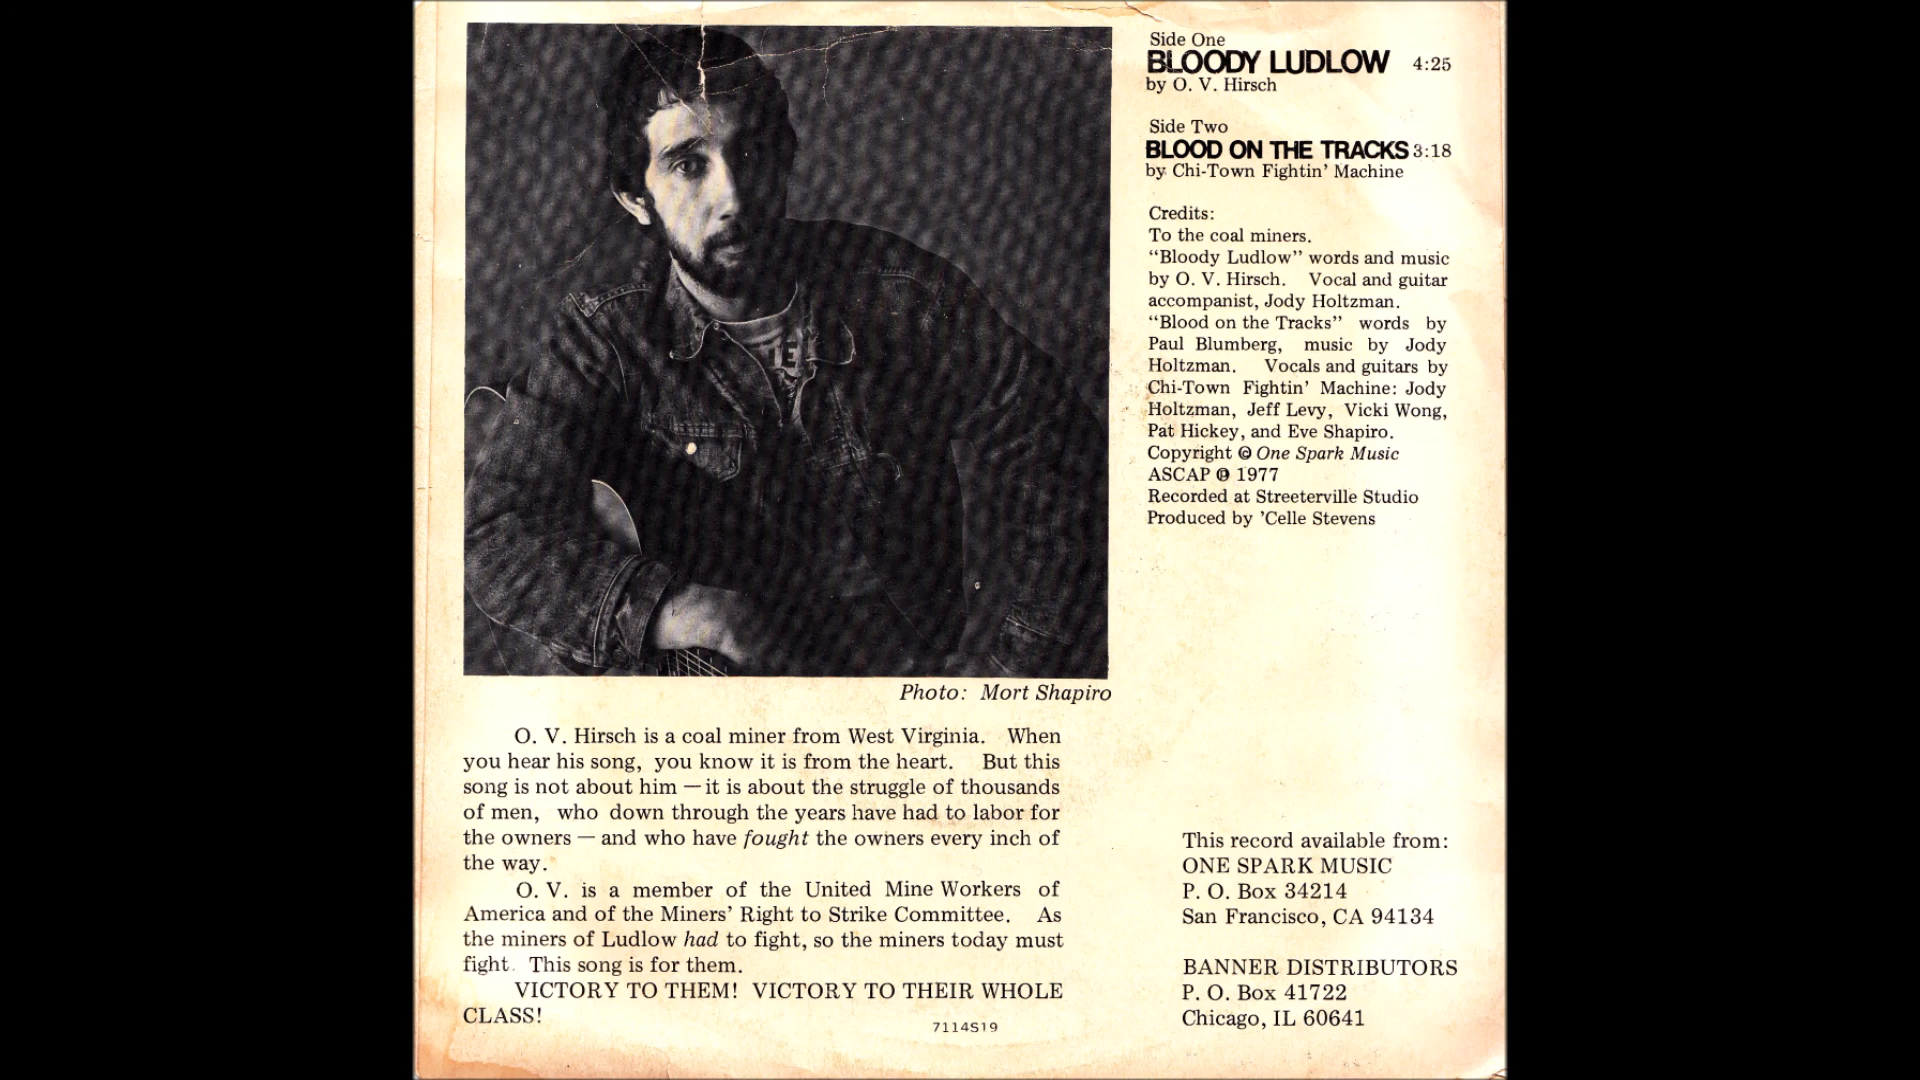 Side One
BLOODY LUDLOW 4:25
by O. V. Hirsch
Side Two
BLOOD ON THE TRACKS 3:18
by Chi-Town Fightin' Machine
Credits:
To the coal miners.
"Bloody Ludlow" words and music
by O. V. Hirsch. Vocal and guitar
accompanist, Jody Holtzman.
"Blood on the Tracks" words by
Paul Blumberg, music by Jody
Holtzman. Vocals and guitars by
Chi-Town Fightin' Machine: Jody
Holtzman, Jeff Levy, Vicki Wong,
Pat Hickey, and Eve Shapiro.
Copyright © One Spark Music
ASCAP ℗ 1977
Recorded at Streeterville Studio
Produced by 'Celle Stevens
Photo: Mort Shapiro
O. V. Hirsch is a coal miner from West Virginia. When
you hear his song, you know it is from the heart. But this
song is not about him — it is about the struggle of thousands
of men, who down through the years have had to labor for
the owners — and who have fought the owners every inch of
the way.
O. V. is a member of the United Mine Workers of
America and of the Miners' Right to Strike Committee. As
the miners of Ludlow had to fight, so the miners today must
fight. This song is for them.
VICTORY TO THEM! VICTORY TO THEIR WHOLE
CLASS!
7114S19
This record available from:
ONE SPARK MUSIC
P. O. Box 34214
San Francisco, CA 94134
BANNER DISTRIBUTORS
P. O. Box 41722
Chicago, IL 60641